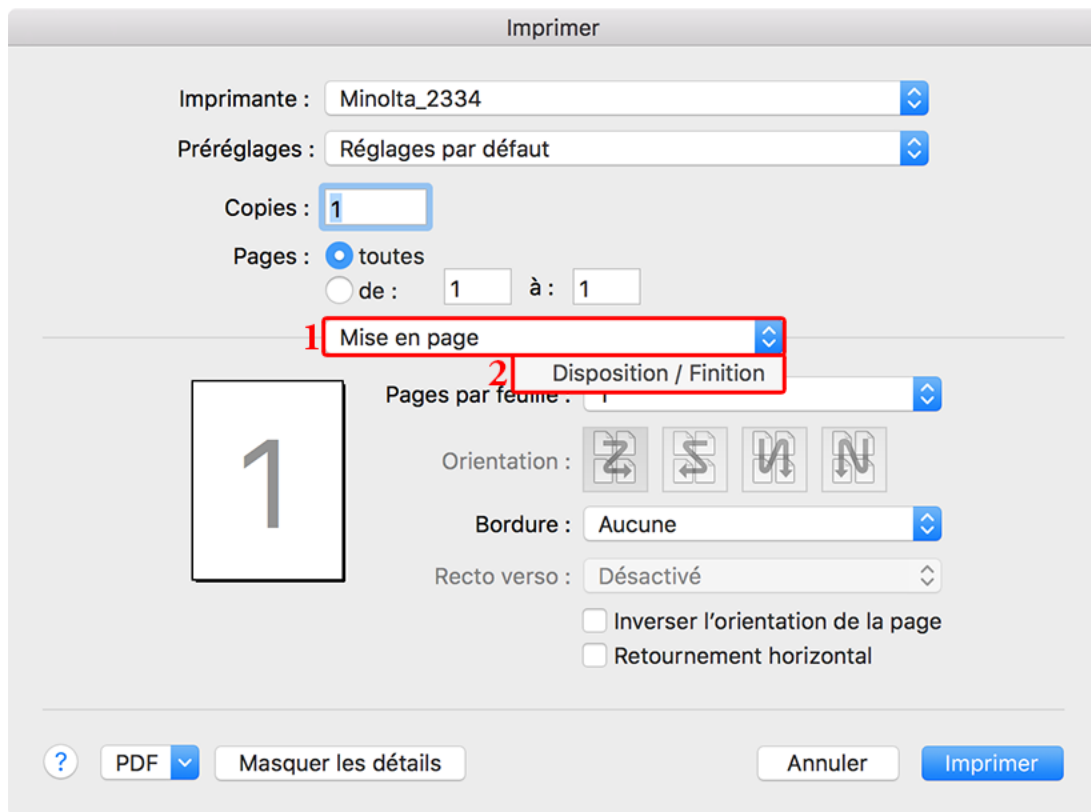 Imprimer
Imprimante : Minolta_2334
Préréglages : Réglages par défaut
Copies : 1
Pages : toutes
de : 1 à : 1
1 Mise en page
2 Disposition / Finition
Pages par feuille : 1
1
Orientation :
Bordure : Aucune
Recto verso : Désactivé
Inverser l’orientation de la page
Retournement horizontal
? PDF Masquer les détails Annuler Imprimer